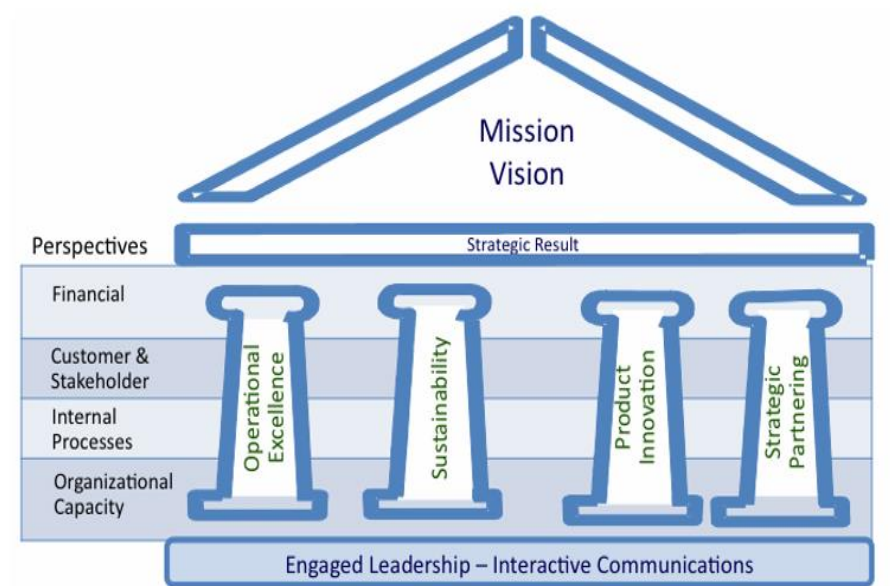 Mission
Vision
Perspectives
Strategic Result
Financial
Customer &
Stakeholder
Internal
Processes
Organizational
Capacity
Operational
Excellence
Sustainability
Product
Innovation
Strategic
Partnering
Engaged Leadership – Interactive Communications